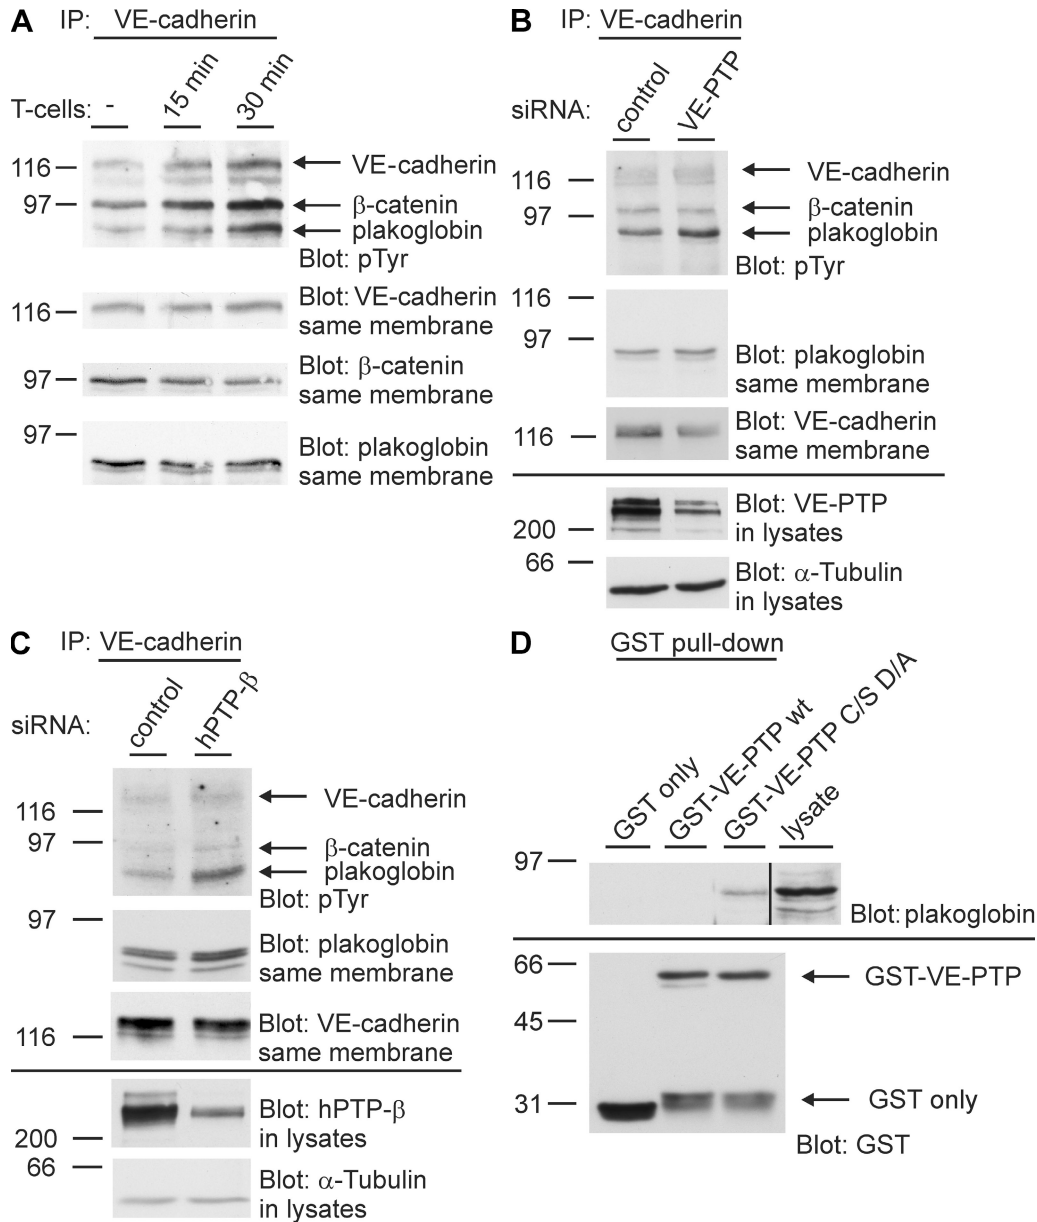 A IP: VE-cadherin
T-cells: - 15 min 30 min
116
97
VE-cadherin
β-catenin
plakoglobin
Blot: pTyr
116
Blot: VE-cadherin
same membrane
97
Blot: β-catenin
same membrane
97
Blot: plakoglobin
same membrane
B IP: VE-cadherin
siRNA: control VE-PTP
116
97
VE-cadherin
β-catenin
plakoglobin
Blot: pTyr
116
97
Blot: plakoglobin
same membrane
116
Blot: VE-cadherin
same membrane
200
Blot: VE-PTP
in lysates
66
Blot: α-Tubulin
in lysates
C IP: VE-cadherin
siRNA: control hPTP-β
116
97
VE-cadherin
β-catenin
plakoglobin
Blot: pTyr
97
Blot: plakoglobin
same membrane
116
Blot: VE-cadherin
same membrane
200
Blot: hPTP-β
in lysates
66
Blot: α-Tubulin
in lysates
D GST pull-down
GST only
GST-VE-PTP wt
GST-VE-PTP C/S D/A
lysate
97
Blot: plakoglobin
66
GST-VE-PTP
45
31
GST only
Blot: GST